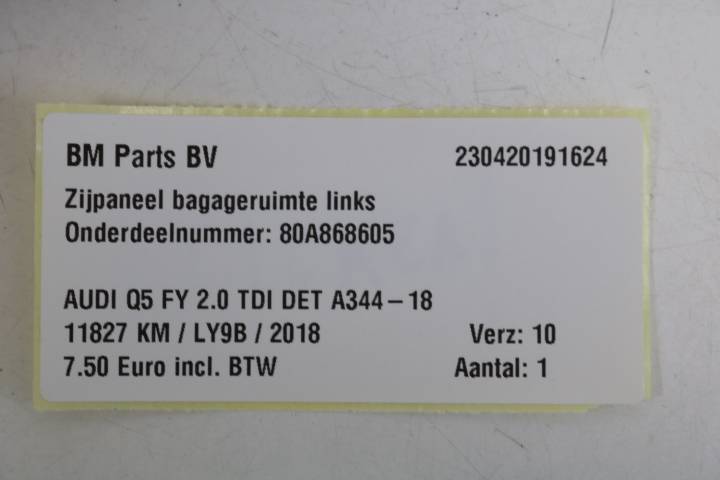 BM Parts BV 230420191624
Zijpaneel bagageruimte links
Onderdeelnummer: 80A868605
AUDI Q5 FY 2.0 TDI DET A344–18
11827 KM / LY9B / 2018 Verz: 10
7.50 Euro incl. BTW Aantal: 1